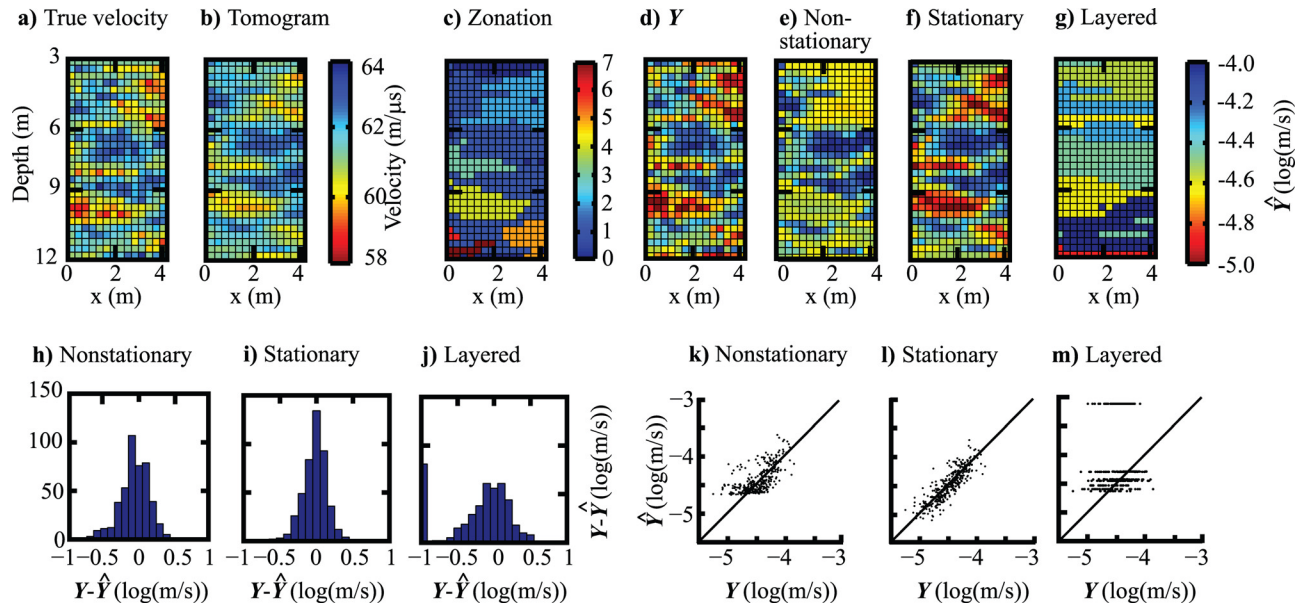 a) True velocity
b) Tomogram
c) Zonation
d) Y
e) Non-
stationary
f) Stationary
g) Layered
3
6
9
12
Depth (m)
0 2 4
x (m)
0 2 4
x (m)
64
62
60
58
Velocity (m/μs)
0 2 4
x (m)
7
6
5
4
3
2
1
0
0 2 4
x (m)
0 2 4
0 2 4
x (m)
0 2 4
x (m)
-4.0
-4.2
-4.4
-4.6
-4.8
-5.0
Ŷ (log(m/s))
h) Nonstationary
i) Stationary
j) Layered
k) Nonstationary
l) Stationary
m) Layered
150
100
50
0
−1 −0.5 0 0.5 1
Y-Ŷ (log(m/s))
−1 −0.5 0 0.5 1
Y-Ŷ (log(m/s))
−1 −0.5 0 0.5 1
Y-Ŷ (log(m/s))
Y-Ŷ (log(m/s))
Ŷ (log(m/s))
−3
−4
−5
−5 −4 −3
Y (log(m/s))
−5 −4 −3
Y (log(m/s))
−5 −4 −3
Y (log(m/s))